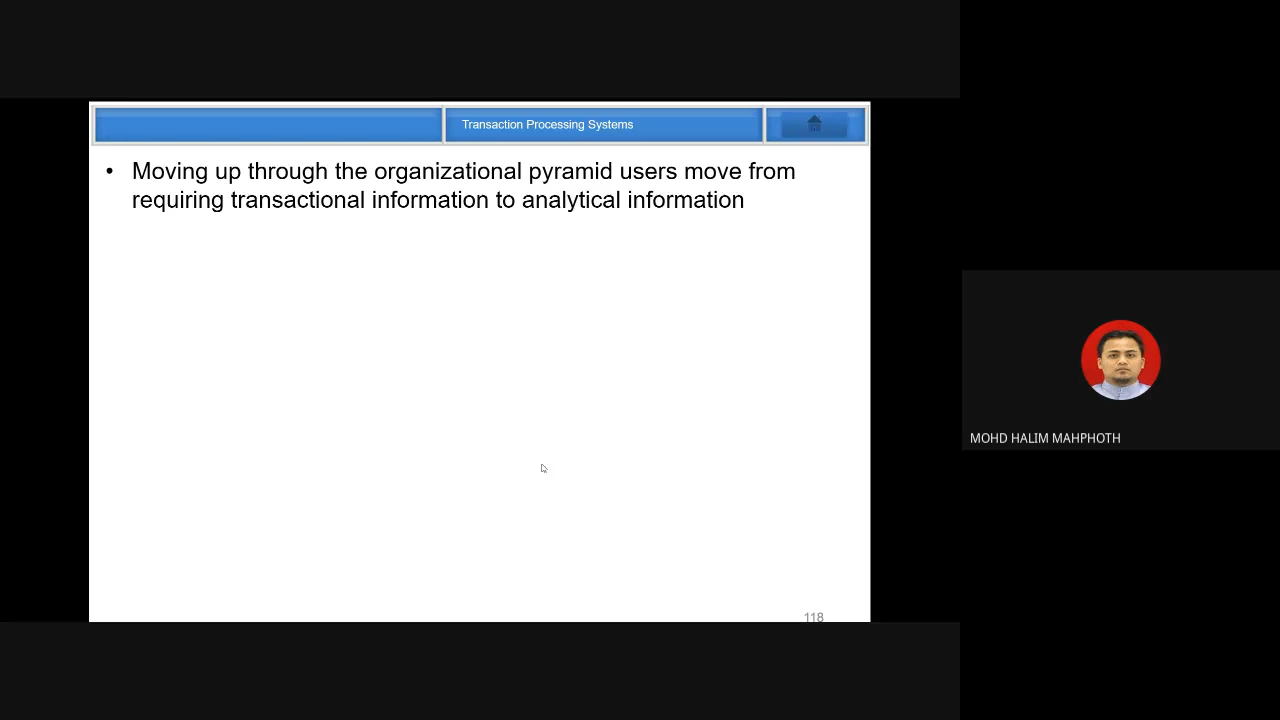 Transaction Processing Systems
• Moving up through the organizational pyramid users move from
requiring transactional information to analytical information
MOHD HALIM MAHPHOTH
118